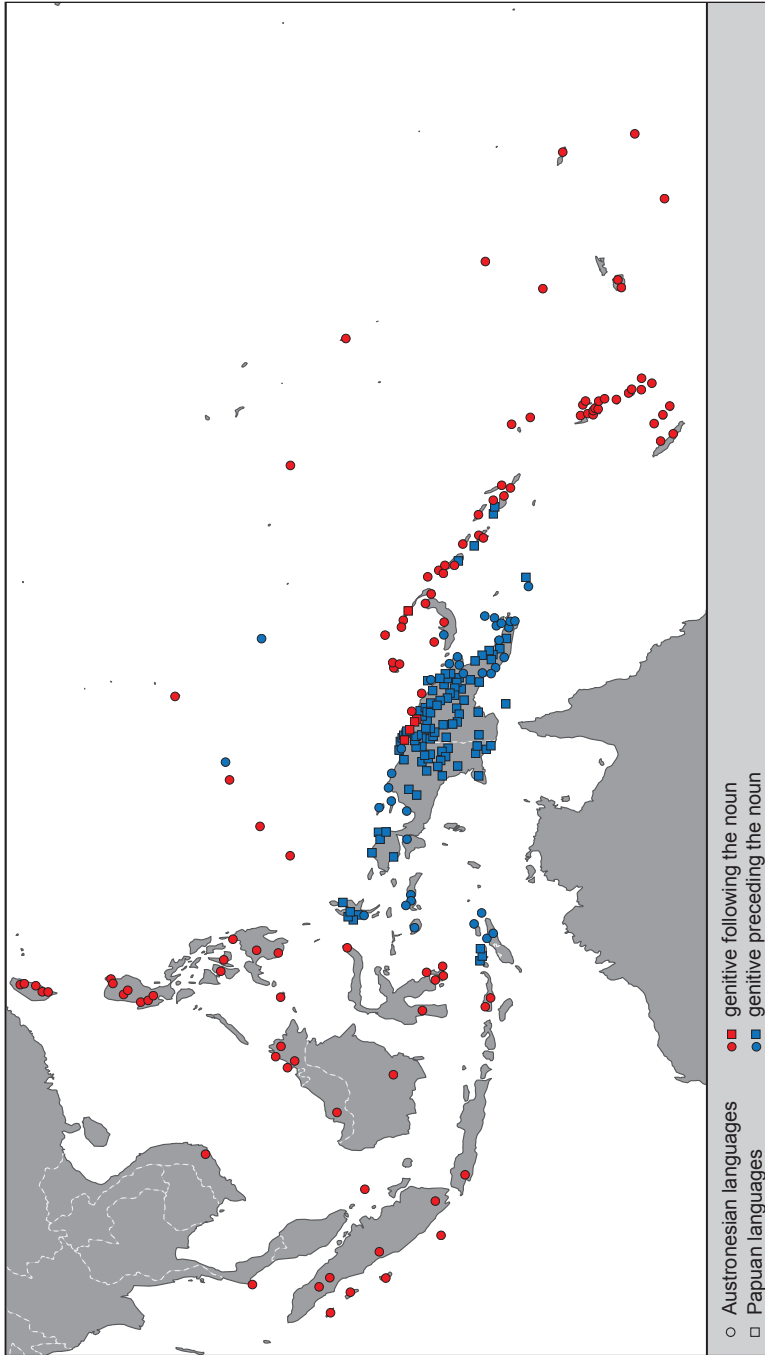 Austronesian languages
Papuan languages
genitive following the noun
genitive preceding the noun